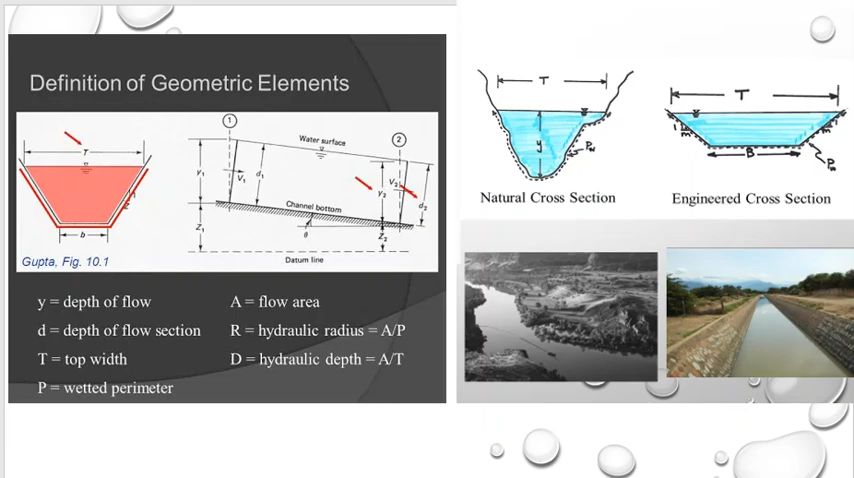 Definition of Geometric Elements
T
b
1
2
Water surface
y₁
V₁
d₁
V₂
y₂
d₂
Channel bottom
Z₁
θ
Z₂
Datum line
Gupta, Fig. 10.1
y = depth of flow
d = depth of flow section
T = top width
P = wetted perimeter
A = flow area
R = hydraulic radius = A/P
D = hydraulic depth = A/T
T
y
Pw
Natural Cross Section
T
1
m
1
m
B
Pw
Engineered Cross Section